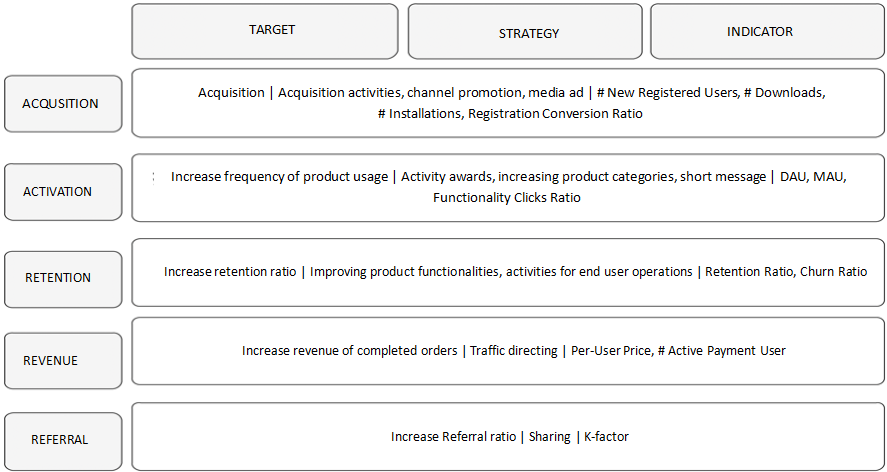 TARGET
STRATEGY
INDICATOR
ACQUSITION
Acquisition | Acquisition activities, channel promotion, media ad | # New Registered Users, # Downloads,
# Installations, Registration Conversion Ratio
ACTIVATION
Increase frequency of product usage | Activity awards, increasing product categories, short message | DAU, MAU,
Functionality Clicks Ratio
RETENTION
Increase retention ratio | Improving product functionalities, activities for end user operations | Retention Ratio, Churn Ratio
REVENUE
Increase revenue of completed orders | Traffic directing | Per-User Price, # Active Payment User
REFERRAL
Increase Referral ratio | Sharing | K-factor